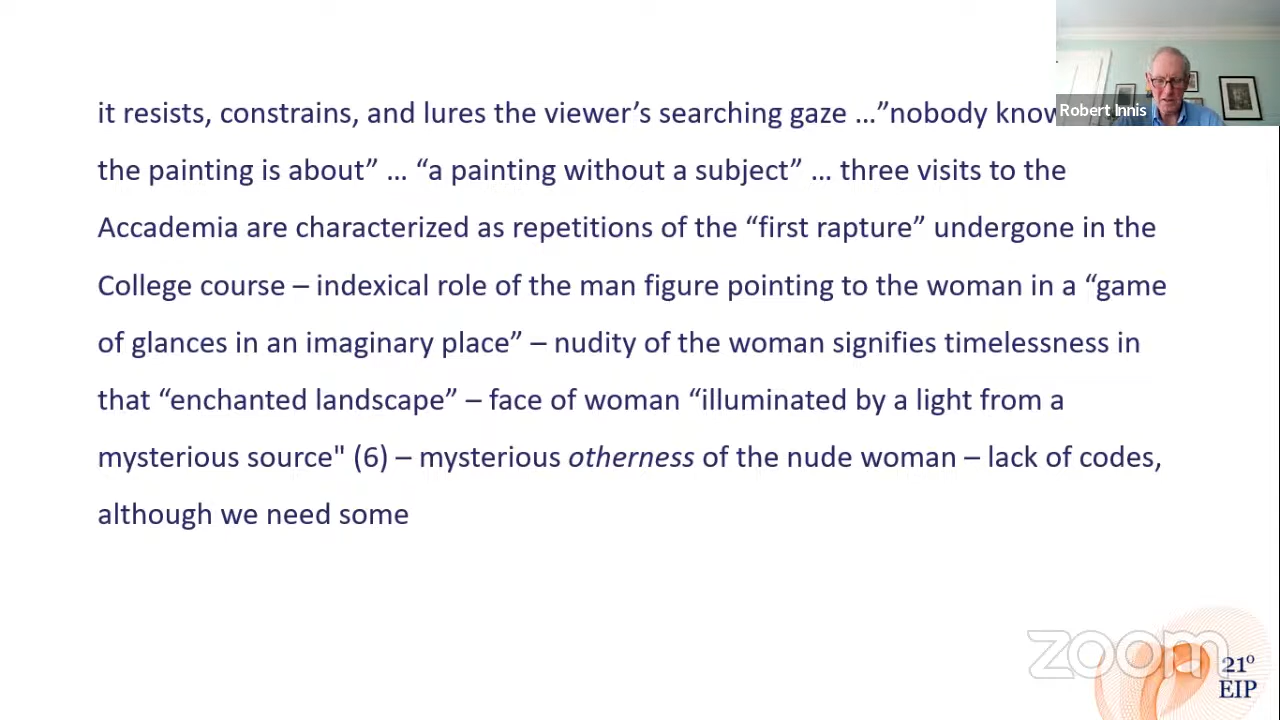 it resists, constrains, and lures the viewer’s searching gaze …”nobody know
the painting is about” … “a painting without a subject” … three visits to the
Accademia are characterized as repetitions of the “first rapture” undergone in the
College course – indexical role of the man figure pointing to the woman in a “game
of glances in an imaginary place” – nudity of the woman signifies timelessness in
that “enchanted landscape” – face of woman “illuminated by a light from a
mysterious source" (6) – mysterious otherness of the nude woman – lack of codes,
although we need some
Robert Innis
zoom
21º
EIP